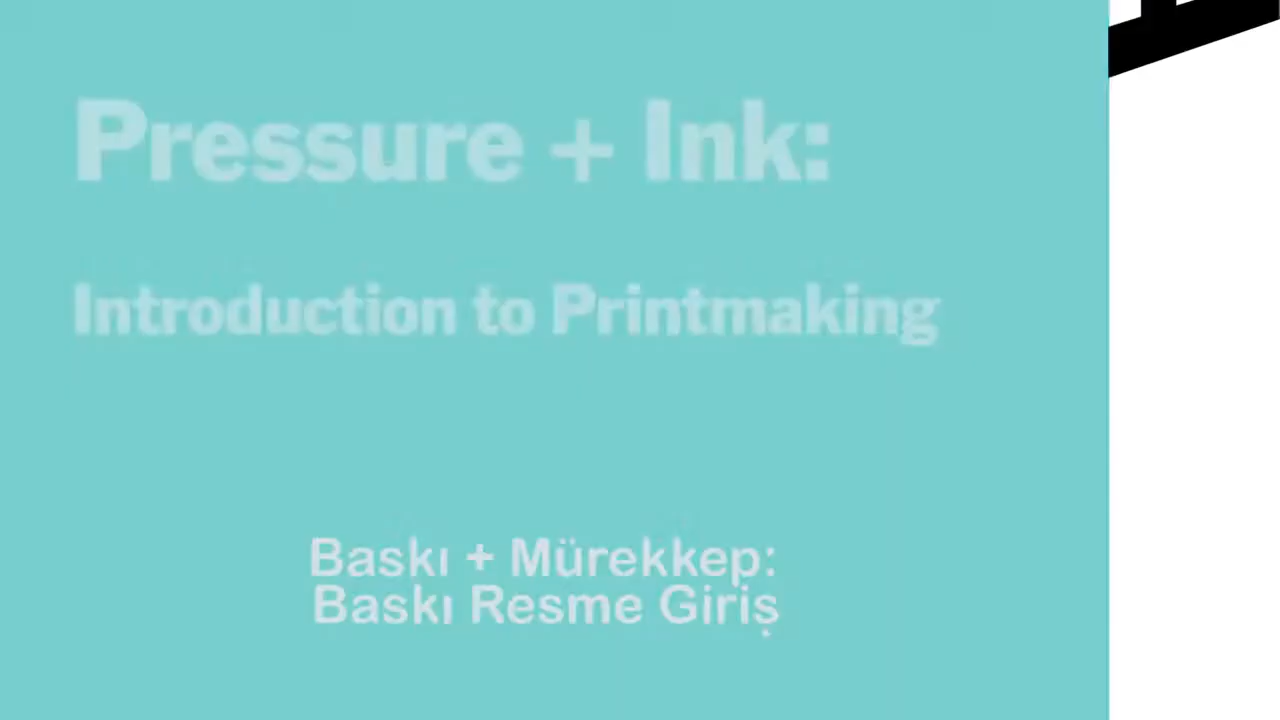 Pressure + Ink:
Introduction to Printmaking
Baskı + Mürekkep:
Baskı Resme Giriş